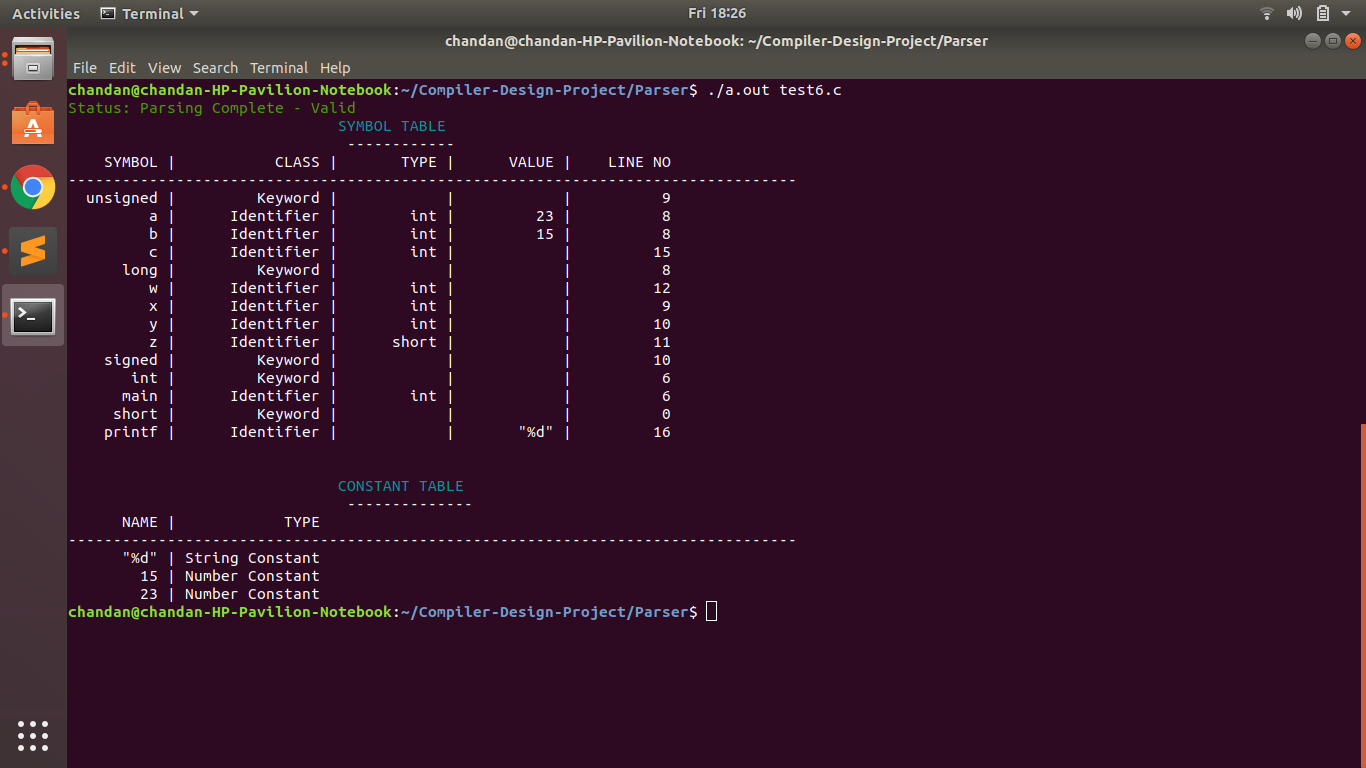 Activities Terminal Fri 18:26
chandan@chandan-HP-Pavilion-Notebook: ~/Compiler-Design-Project/Parser
File Edit View Search Terminal Help
chandan@chandan-HP-Pavilion-Notebook:~/Compiler-Design-Project/Parser$ ./a.out test6.c
Status: Parsing Complete - Valid
SYMBOL TABLE
------------
SYMBOL | CLASS | TYPE | VALUE | LINE NO
---------------------------------------------------------------------------------
unsigned | Keyword | | | 9
a | Identifier | int | 23 | 8
b | Identifier | int | 15 | 8
c | Identifier | int | | 15
long | Keyword | | | 8
w | Identifier | int | | 12
x | Identifier | int | | 9
y | Identifier | int | | 10
z | Identifier | short | | 11
signed | Keyword | | | 10
int | Keyword | | | 6
main | Identifier | int | | 6
short | Keyword | | | 0
printf | Identifier | | "%d" | 16
CONSTANT TABLE
--------------
NAME | TYPE
---------------------------------------------------------------------------------
"%d" | String Constant
15 | Number Constant
23 | Number Constant
chandan@chandan-HP-Pavilion-Notebook:~/Compiler-Design-Project/Parser$